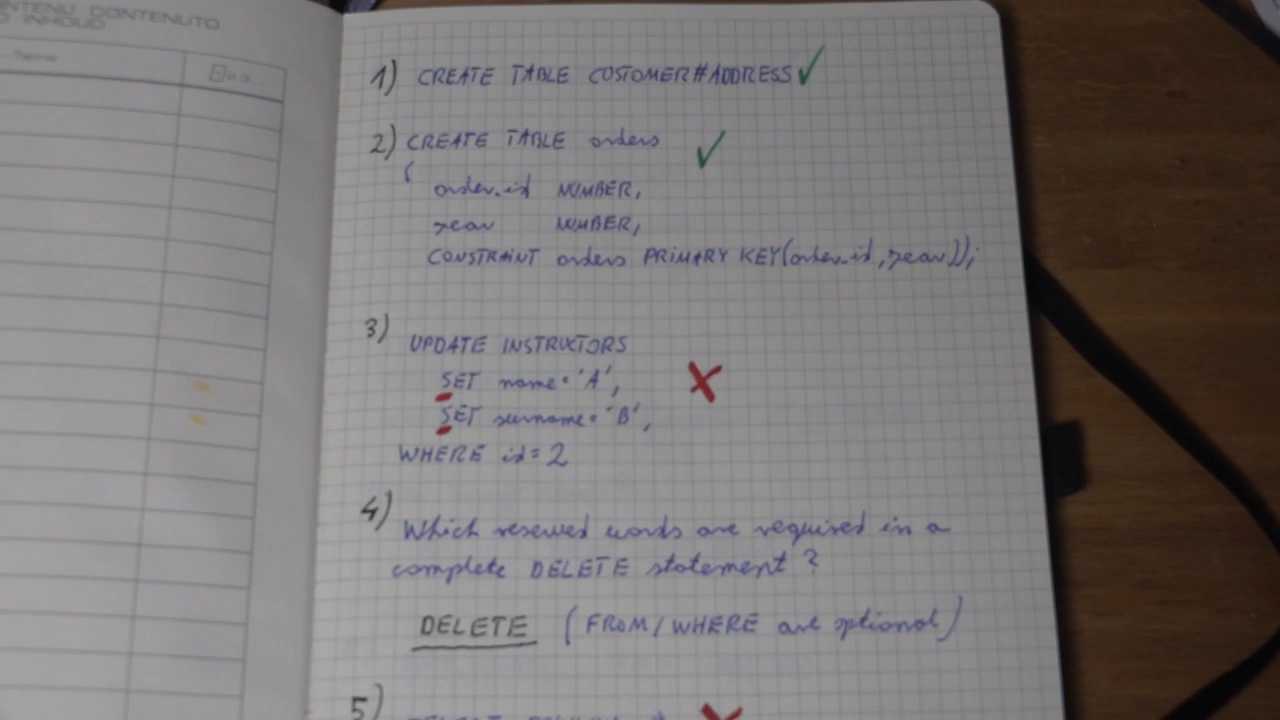 CONTENUTO
INHOUD
1) CREATE TABLE CUSTOMER#ADDRESS ✓
2) CREATE TABLE orders ✓
(
order_id NUMBER,
year NUMBER,
CONSTRAINT orders PRIMARY KEY(order_id,year));
3)
UPDATE INSTRUCTORS
SET name='A',
SET surname='B',
WHERE id=2
4)
Which reserved words are required in a
complete DELETE statement?
DELETE (FROM/WHERE are optional)
5)